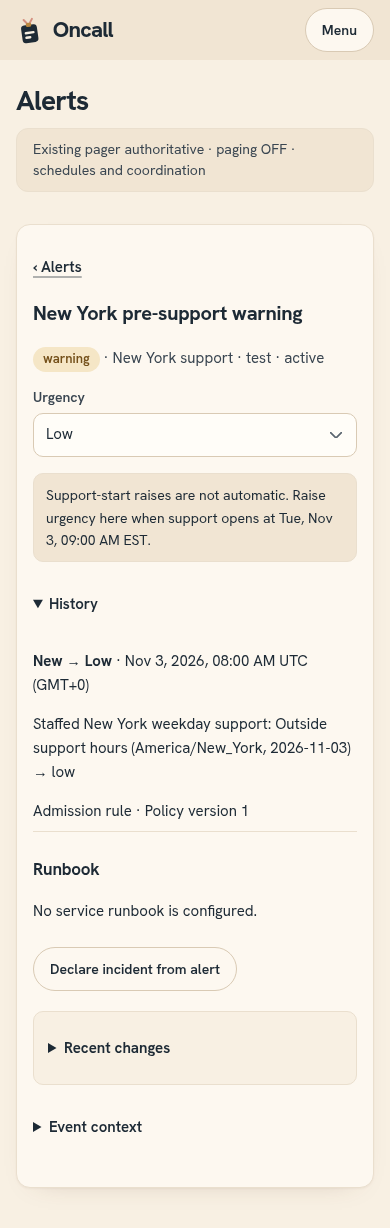 Oncall
Menu
Alerts
Existing pager authoritative · paging OFF ·
schedules and coordination
‹ Alerts
New York pre-support warning
warning · New York support · test · active
Urgency
Low
Support-start raises are not automatic. Raise
urgency here when support opens at Tue, Nov
3, 09:00 AM EST.
▼ History
New → Low · Nov 3, 2026, 08:00 AM UTC
(GMT+0)
Staffed New York weekday support: Outside
support hours (America/New_York, 2026-11-03)
→ low
Admission rule · Policy version 1
Runbook
No service runbook is configured.
Declare incident from alert
▶ Recent changes
▶ Event context